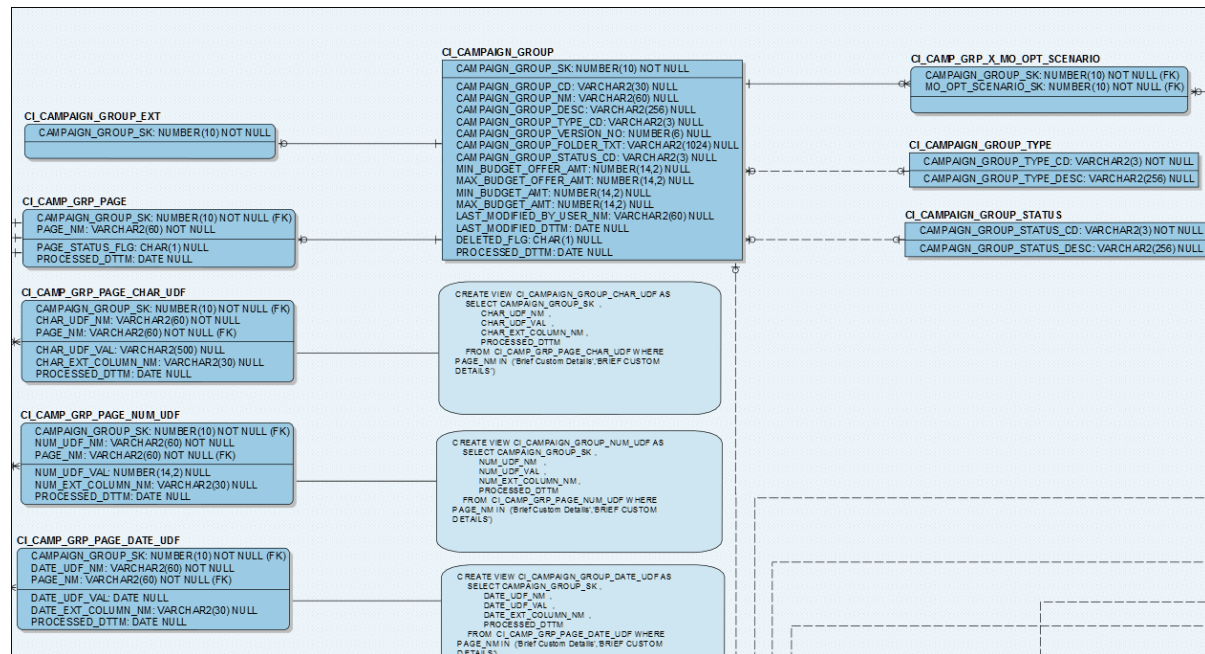 CI_CAMPAIGN_GROUP
CAMPAIGN_GROUP_SK: NUMBER(10) NOT NULL
CAMPAIGN_GROUP_CD: VARCHAR2(30) NULL
CAMPAIGN_GROUP_NM: VARCHAR2(60) NULL
CAMPAIGN_GROUP_DESC: VARCHAR2(256) NULL
CAMPAIGN_GROUP_TYPE_CD: VARCHAR2(3) NULL
CAMPAIGN_GROUP_VERSION_NO: NUMBER(6) NULL
CAMPAIGN_GROUP_FOLDER_TXT: VARCHAR2(1024) NULL
CAMPAIGN_GROUP_STATUS_CD: VARCHAR2(3) NULL
MIN_BUDGET_OFFER_AMT: NUMBER(14,2) NULL
MAX_BUDGET_OFFER_AMT: NUMBER(14,2) NULL
MIN_BUDGET_AMT: NUMBER(14,2) NULL
MAX_BUDGET_AMT: NUMBER(14,2) NULL
LAST_MODIFIED_BY_USER_NM: VARCHAR2(60) NULL
LAST_MODIFIED_DTTM: DATE NULL
DELETED_FLG: CHAR(1) NULL
PROCESSED_DTTM: DATE NULL
CI_CAMP_GRP_X_MO_OPT_SCENARIO
CAMPAIGN_GROUP_SK: NUMBER(10) NOT NULL (FK)
MO_OPT_SCENARIO_SK: NUMBER(10) NOT NULL (FK)
CI_CAMPAIGN_GROUP_EXT
CAMPAIGN_GROUP_SK: NUMBER(10) NOT NULL
CI_CAMPAIGN_GROUP_TYPE
CAMPAIGN_GROUP_TYPE_CD: VARCHAR2(3) NOT NULL
CAMPAIGN_GROUP_TYPE_DESC: VARCHAR2(256) NULL
CI_CAMP_GRP_PAGE
CAMPAIGN_GROUP_SK: NUMBER(10) NOT NULL (FK)
PAGE_NM: VARCHAR2(60) NOT NULL
PAGE_STATUS_FLG: CHAR(1) NULL
PROCESSED_DTTM: DATE NULL
CI_CAMPAIGN_GROUP_STATUS
CAMPAIGN_GROUP_STATUS_CD: VARCHAR2(3) NOT NULL
CAMPAIGN_GROUP_STATUS_DESC: VARCHAR2(256) NULL
CI_CAMP_GRP_PAGE_CHAR_UDF
CAMPAIGN_GROUP_SK: NUMBER(10) NOT NULL (FK)
CHAR_UDF_NM: VARCHAR2(60) NOT NULL
PAGE_NM: VARCHAR2(60) NOT NULL (FK)
CHAR_UDF_VAL: VARCHAR2(500) NULL
CHAR_EXT_COLUMN_NM: VARCHAR2(30) NULL
PROCESSED_DTTM: DATE NULL
CREATE VIEW CI_CAMPAIGN_GROUP_CHAR_UDF AS
SELECT CAMPAIGN_GROUP_SK ,
CHAR_UDF_NM ,
CHAR_UDF_VAL ,
CHAR_EXT_COLUMN_NM ,
PROCESSED_DTTM
FROM CI_CAMP_GRP_PAGE_CHAR_UDF WHERE
PAGE_NM IN ('Brief Custom Details','BRIEF CUSTOM
DETAILS')
CI_CAMP_GRP_PAGE_NUM_UDF
CAMPAIGN_GROUP_SK: NUMBER(10) NOT NULL (FK)
NUM_UDF_NM: VARCHAR2(60) NOT NULL
PAGE_NM: VARCHAR2(60) NOT NULL (FK)
NUM_UDF_VAL: NUMBER(14,2) NULL
NUM_EXT_COLUMN_NM: VARCHAR2(30) NULL
PROCESSED_DTTM: DATE NULL
CREATE VIEW CI_CAMPAIGN_GROUP_NUM_UDF AS
SELECT CAMPAIGN_GROUP_SK ,
NUM_UDF_NM ,
NUM_UDF_VAL ,
NUM_EXT_COLUMN_NM,
PROCESSED_DTTM
FROM CI_CAMP_GRP_PAGE_NUM_UDF WHERE
PAGE_NM IN ('Brief Custom Details','BRIEF CUSTOM
DETAILS')
CI_CAMP_GRP_PAGE_DATE_UDF
CAMPAIGN_GROUP_SK: NUMBER(10) NOT NULL (FK)
DATE_UDF_NM: VARCHAR2(60) NOT NULL
PAGE_NM: VARCHAR2(60) NOT NULL (FK)
DATE_UDF_VAL: DATE NULL
DATE_EXT_COLUMN_NM: VARCHAR2(30) NULL
PROCESSED_DTTM: DATE NULL
CREATE VIEW CI_CAMPAIGN_GROUP_DATE_UDF AS
SELECT CAMPAIGN_GROUP_SK ,
DATE_UDF_NM ,
DATE_UDF_VAL ,
DATE_EXT_COLUMN_NM ,
PROCESSED_DTTM
FROM CI_CAMP_GRP_PAGE_DATE_UDF WHERE
PAGE_NM IN ('Brief Custom Details','BRIEF CUSTOM
DETAILS')